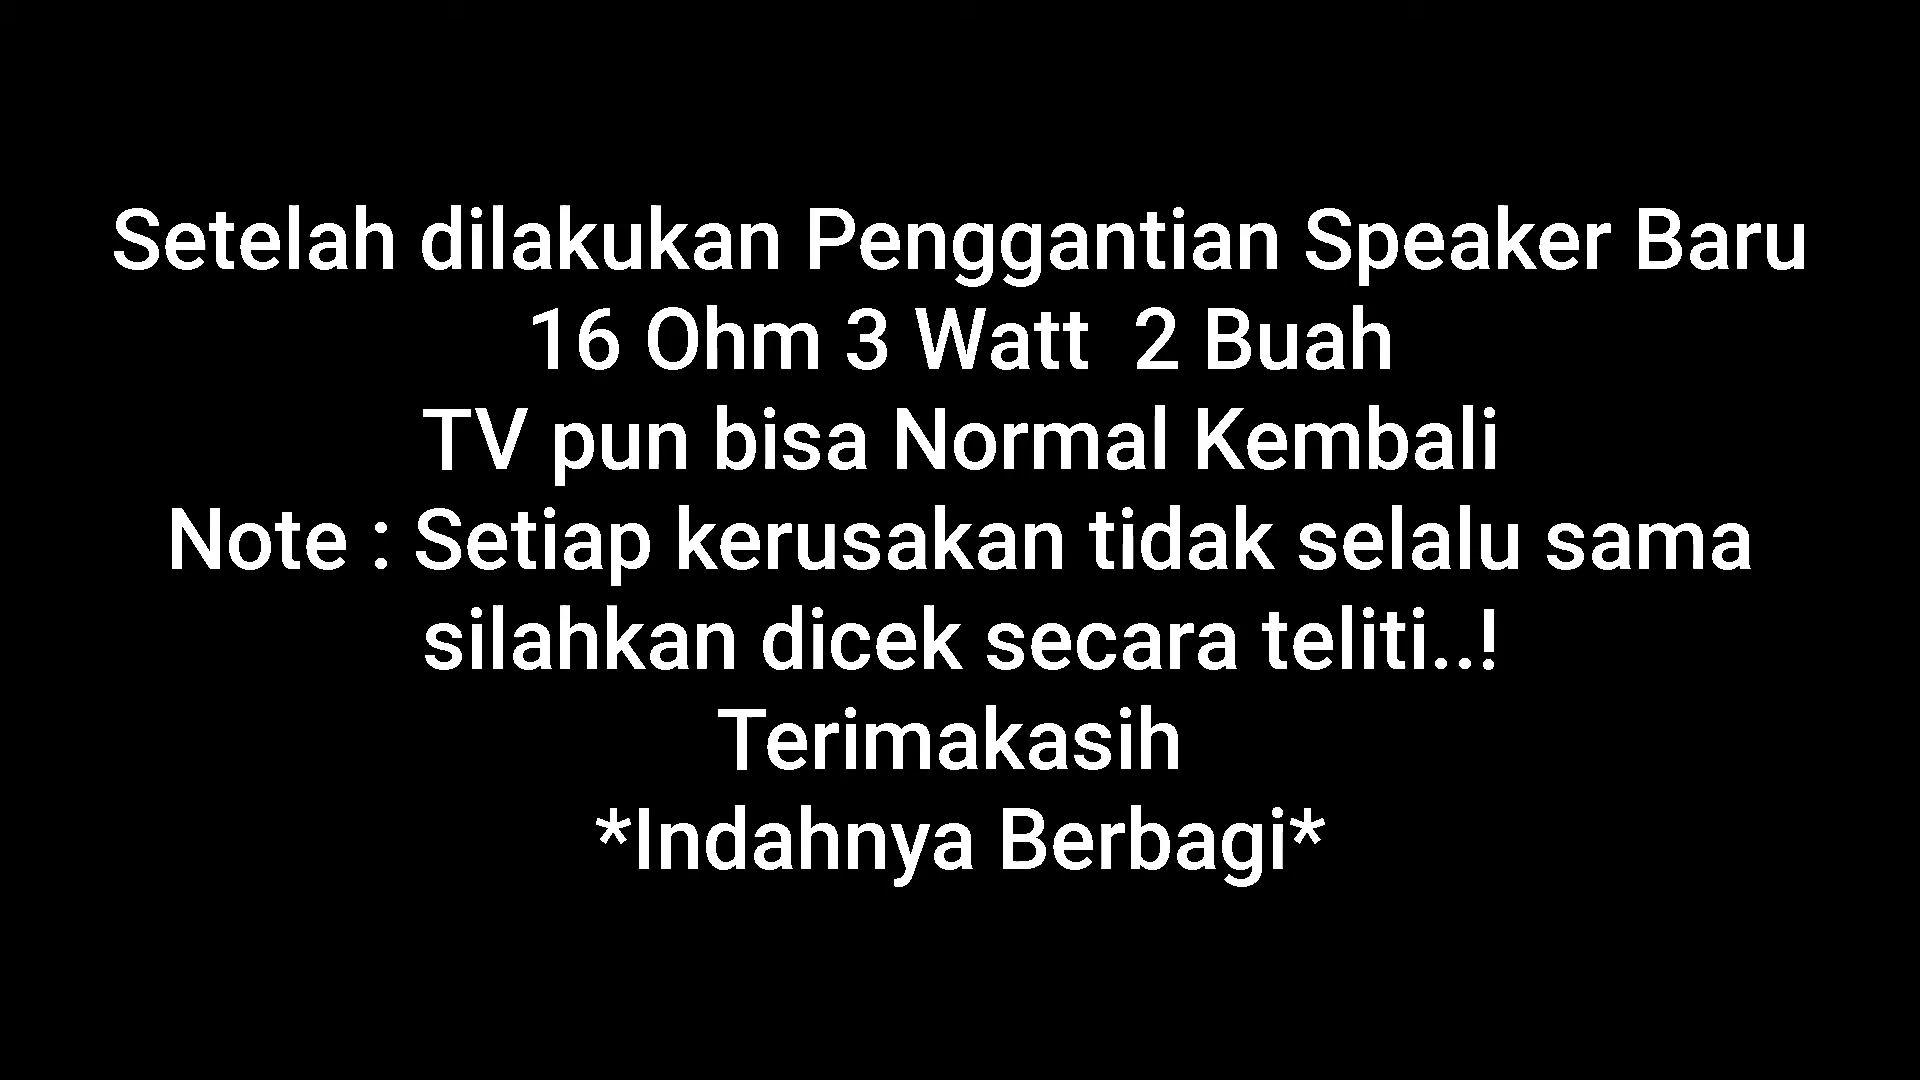 Setelah dilakukan Penggantian Speaker Baru
16 Ohm 3 Watt  2 Buah
TV pun bisa Normal Kembali
Note : Setiap kerusakan tidak selalu sama
silahkan dicek secara teliti..!
Terimakasih
*Indahnya Berbagi*